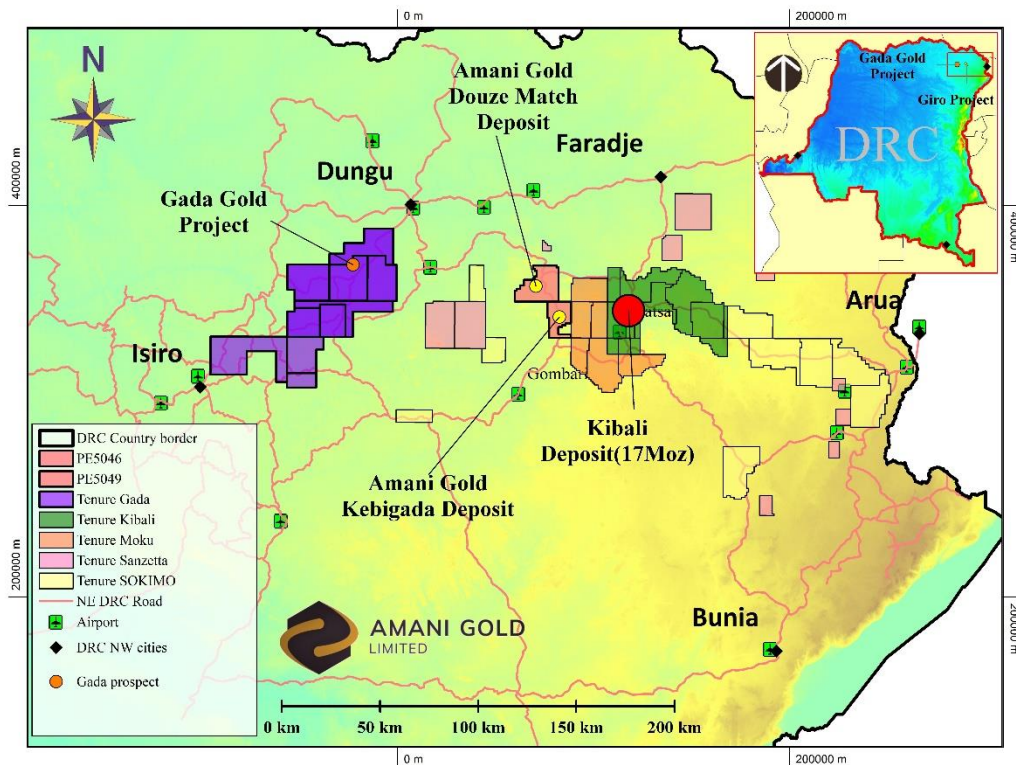 0 m
200000 m
N
Amani Gold
Douze Match
Deposit
Faradje
Dungu
Gada Gold
Project
Gada Gold
Project
Giro Project
DRC
400000 m
400000 m
Arua
Isiro
Gombari
Kibali
Deposit(17Moz)
Amani Gold
Kebigada Deposit
DRC Country border
PE5046
PE5049
Tenure Gada
Tenure Kibali
Tenure Moku
Tenure Sanzetta
Tenure SOKIMO
NE DRC Road
Airport
DRC NW cities
Gada prospect
200000 m
200000 m
Bunia
AMANI GOLD
LIMITED
0 km
50 km
100 km
150 km
200 km
0 m
200000 m